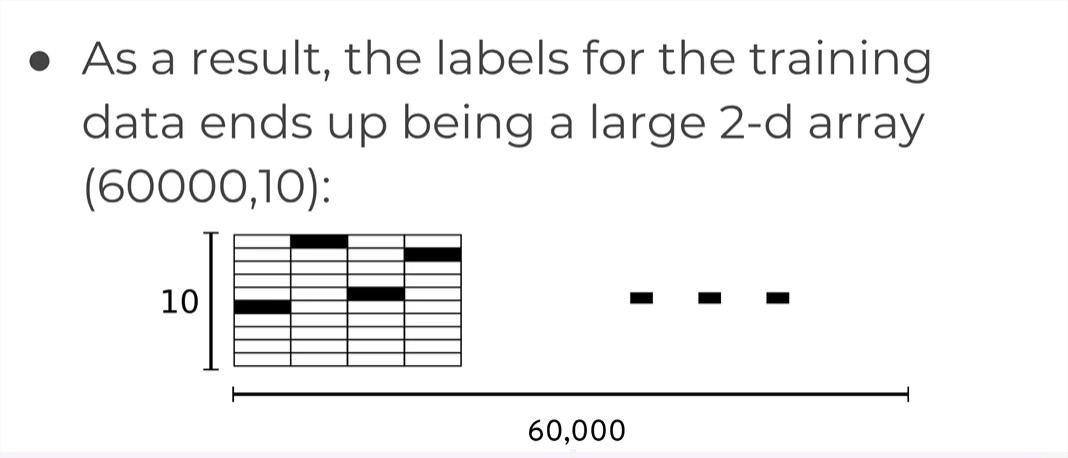 As a result, the labels for the training
data ends up being a large 2-d array
(60000,10):
10
60,000